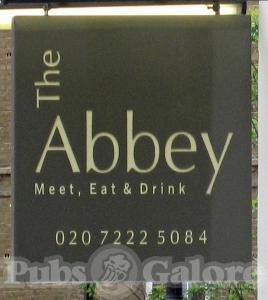 The
Abbey
Meet, Eat & Drink
020 7222 5084
Pubs Galore